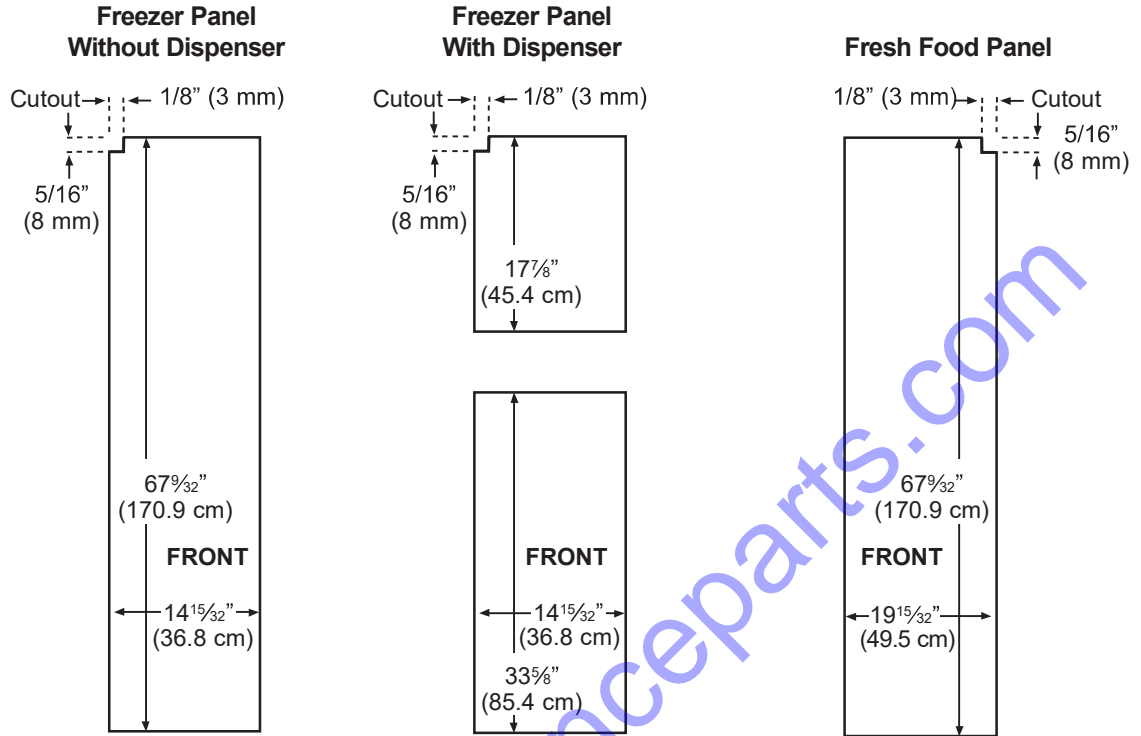 Freezer Panel
Without Dispenser
Cutout
1/8” (3 mm)
5/16”
(8 mm)
67⁹⁄₃₂”
(170.9 cm)
FRONT
14¹⁵⁄₃₂”
(36.8 cm)
Freezer Panel
With Dispenser
Cutout
1/8” (3 mm)
5/16”
(8 mm)
17⅞”
(45.4 cm)
FRONT
14¹⁵⁄₃₂”
(36.8 cm)
33⅝”
(85.4 cm)
Fresh Food Panel
1/8” (3 mm)
Cutout
5/16”
(8 mm)
67⁹⁄₃₂”
(170.9 cm)
FRONT
19¹⁵⁄₃₂”
(49.5 cm)
nceparts.com